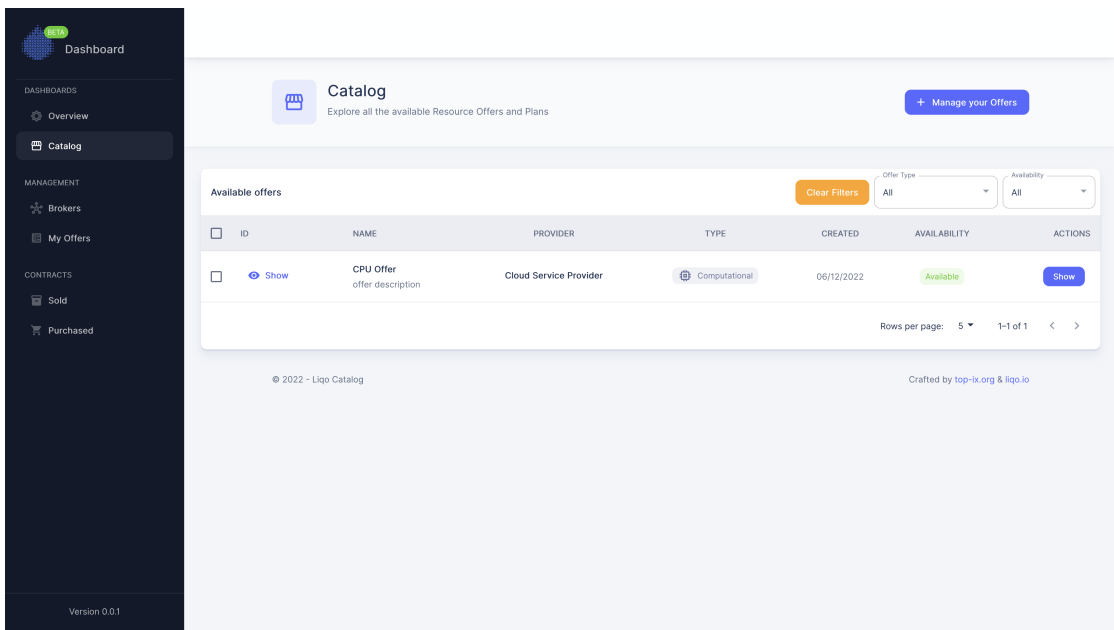 BETA
Dashboard
DASHBOARDS
Overview
Catalog
MANAGEMENT
Brokers
My Offers
CONTRACTS
Sold
Purchased
Version 0.0.1
Catalog
Explore all the available Resource Offers and Plans
+ Manage your Offers
Available offers
Clear Filters
Offer Type
All
Availability
All
ID NAME PROVIDER TYPE CREATED AVAILABILITY ACTIONS
Show CPU Offer Cloud Service Provider Computational 06/12/2022 Available Show
offer description
Rows per page: 5 1–1 of 1
© 2022 - Liqo Catalog
Crafted by top-ix.org & liqo.io